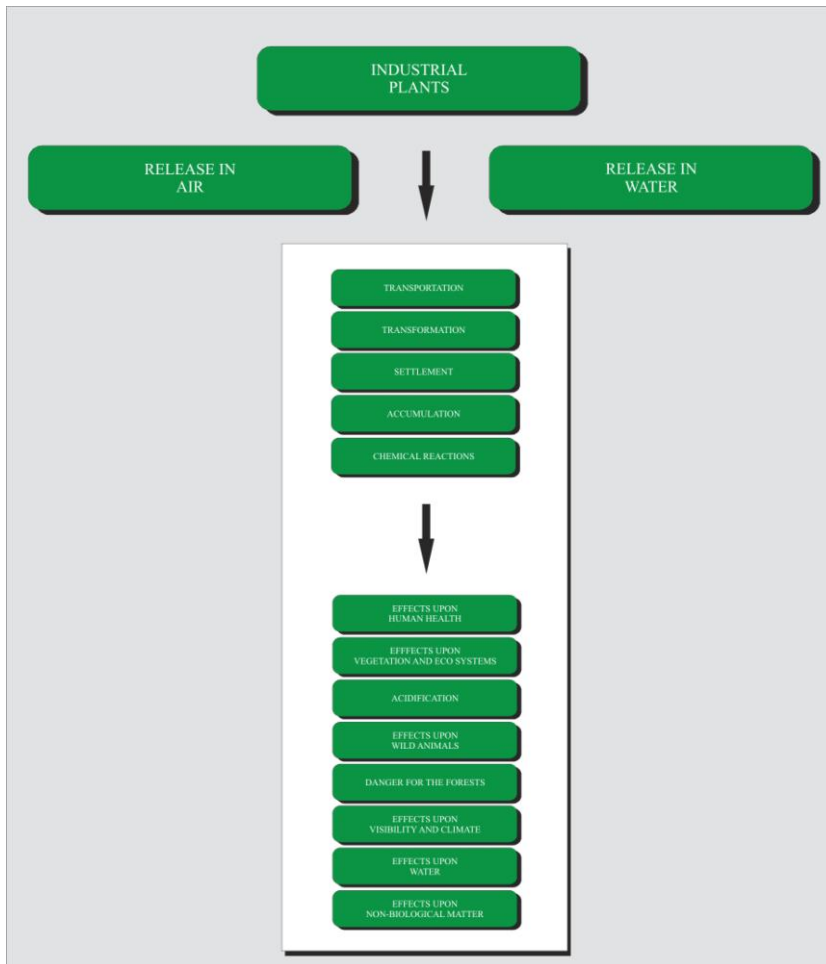 INDUSTRIAL
PLANTS
RELEASE IN
AIR
RELEASE IN
WATER
TRANSPORTATION
TRANSFORMATION
SETTLEMENT
ACCUMULATION
CHEMICAL REACTIONS
EFFECTS UPON
HUMAN HEALTH
EFFFECTS UPON
VEGETATION AND ECO SYSTEMS
ACIDIFICATION
EFFECTS UPON
WILD ANIMALS
DANGER FOR THE FORESTS
EFFECTS UPON
VISIBILITY AND CLIMATE
EFFECTS UPON
WATER
EFFECTS UPON
NON-BIOLOGICAL MATTER